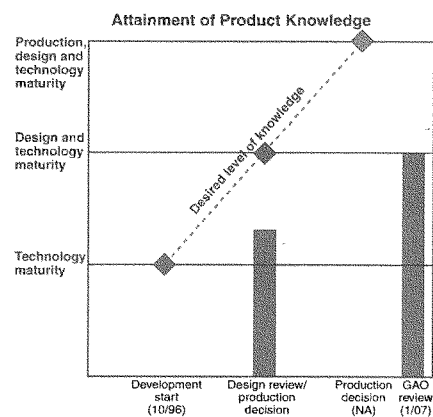 Attainment of Product Knowledge
Production,
design and
technology
maturity
Design and
technology
maturity
Technology
maturity
Desired level of knowledge
Development
start
(10/96)
Design review/
production
decision
Production
decision
(NA)
GAO
review
(1/07)